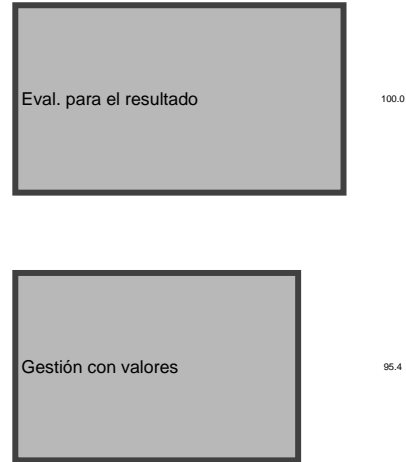 Eval. para el resultado 100.0
Gestión con valores 95.4